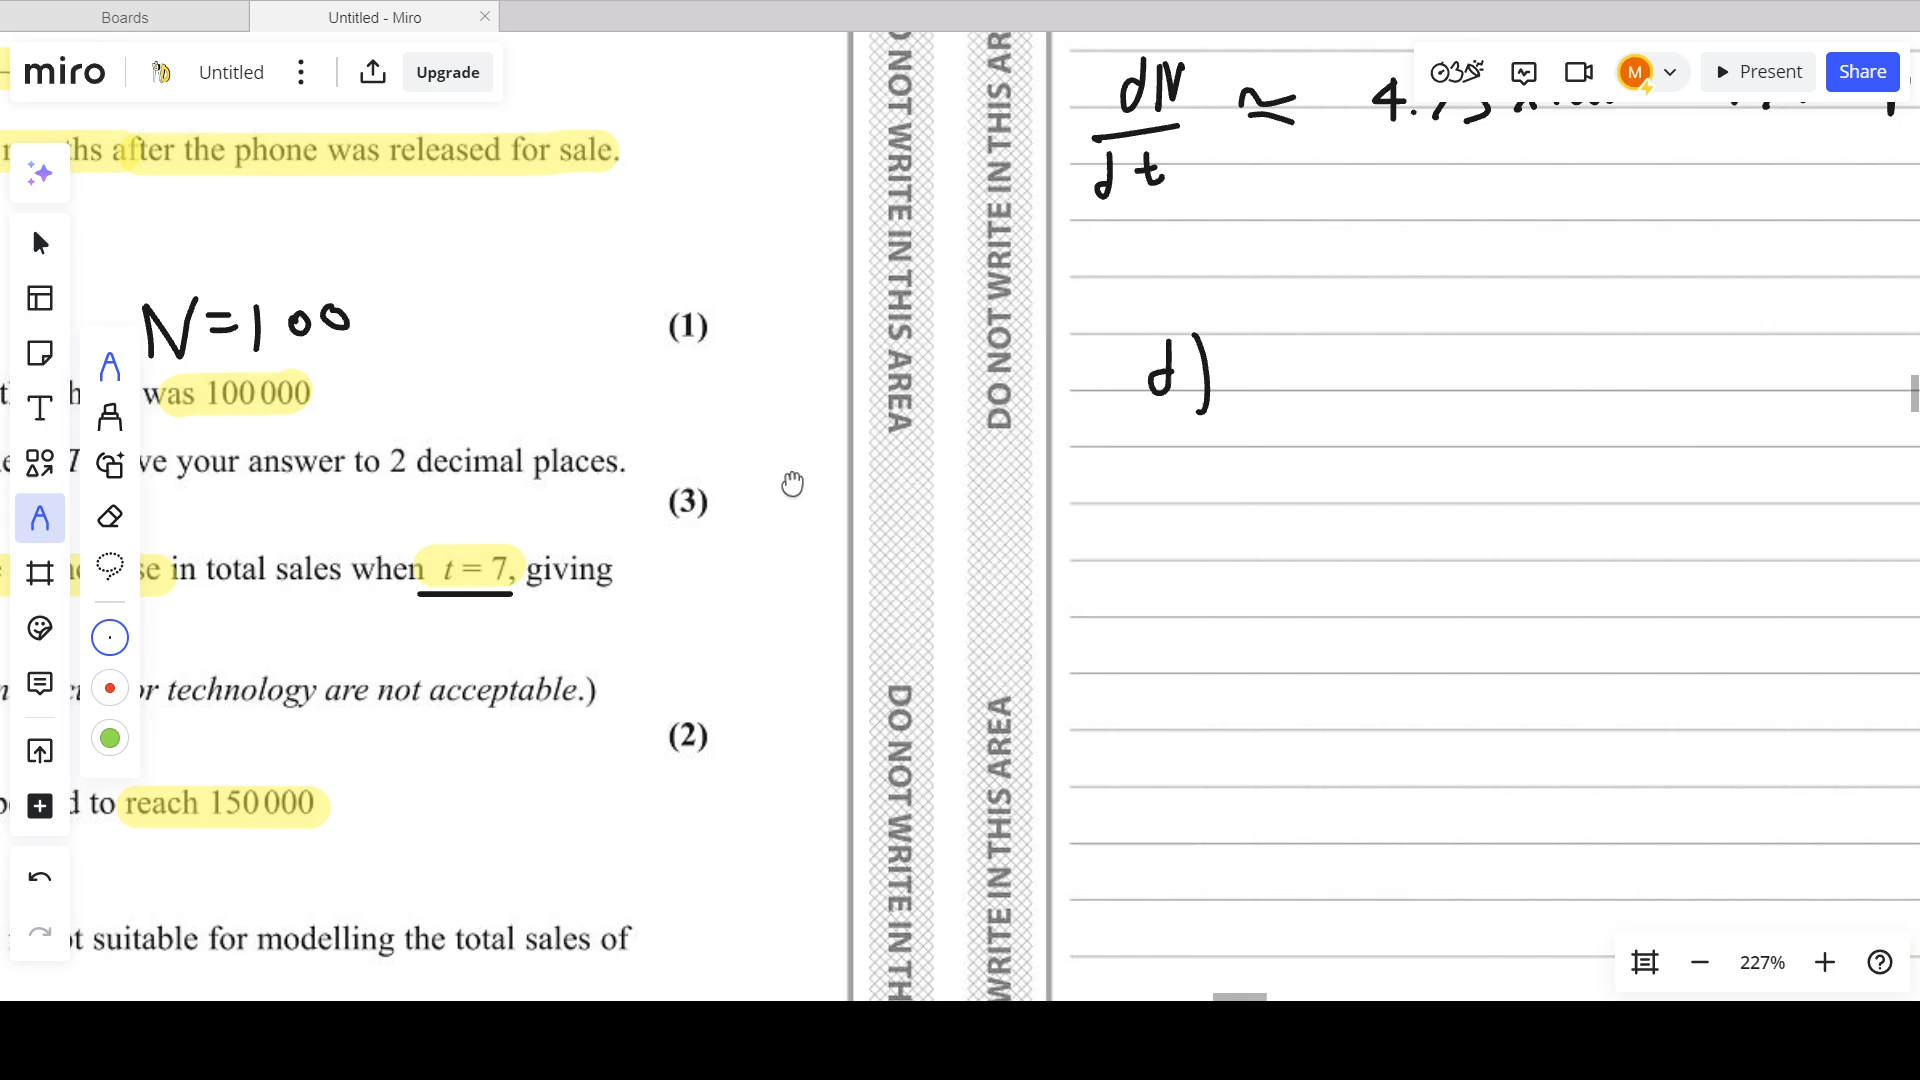 Boards
Untitled - Miro
miro
Untitled
Upgrade
Present
Share
after the phone was released for sale.
N=100
(1)
was 100 000
ve your answer to 2 decimal places.
(3)
in total sales when t = 7, giving
or technology are not acceptable.)
(2)
d to reach 150 000
t suitable for modelling the total sales of
NOT WRITE IN THIS AREA
DO NOT WRITE IN TH
DO NOT WRITE IN THIS AR
WRITE IN THIS AREA
dN
dt
≃
d)
M
T
227%